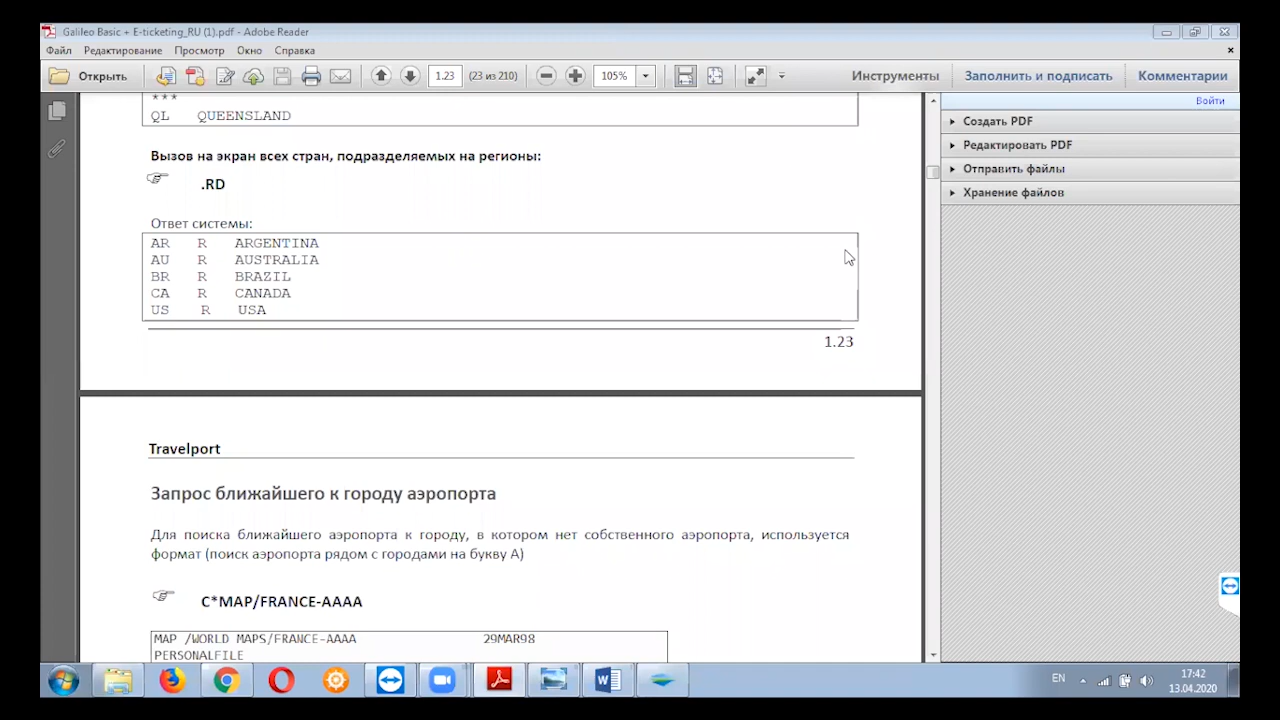 Galileo Basic + E-ticketing_RU (1).pdf - Adobe Reader
Файл Редактирование Просмотр Окно Справка
Открыть 1.23 (23 из 210) 105% Инструменты Заполнить и подписать Комментарии
Войти
Создать PDF
Редактировать PDF
Отправить файлы
Хранение файлов
***
QL QUEENSLAND
Вызов на экран всех стран, подразделяемых на регионы:
.RD
Ответ системы:
AR R ARGENTINA
AU R AUSTRALIA
BR R BRAZIL
CA R CANADA
US R USA
1.23
Travelport
Запрос ближайшего к городу аэропорта
Для поиска ближайшего аэропорта к городу, в котором нет собственного аэропорта, используется
формат (поиск аэропорта рядом с городами на букву А)
C*MAP/FRANCE-AAAA
MAP /WORLD MAPS/FRANCE-AAAA 29MAR98
PERSONALFILE
EN 17:42
13.04.2020